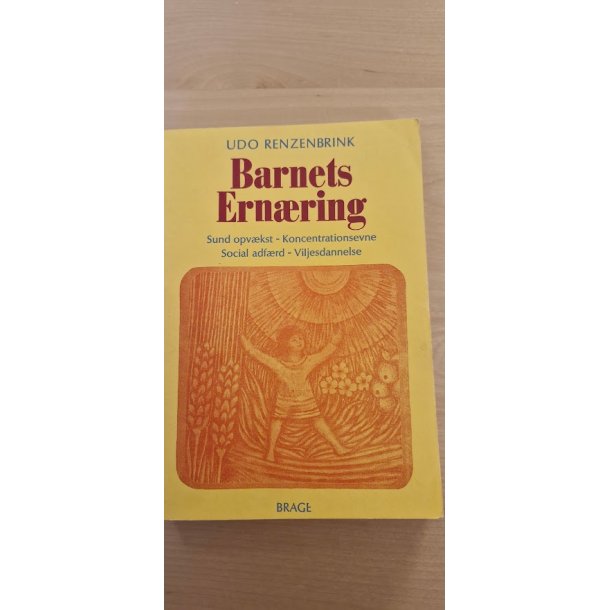 UDO RENZENBRINK
Barnets
Ernæring
Sund opvækst - Koncentrationsevne
Social adfærd - Viljesdannelse
BRAGE